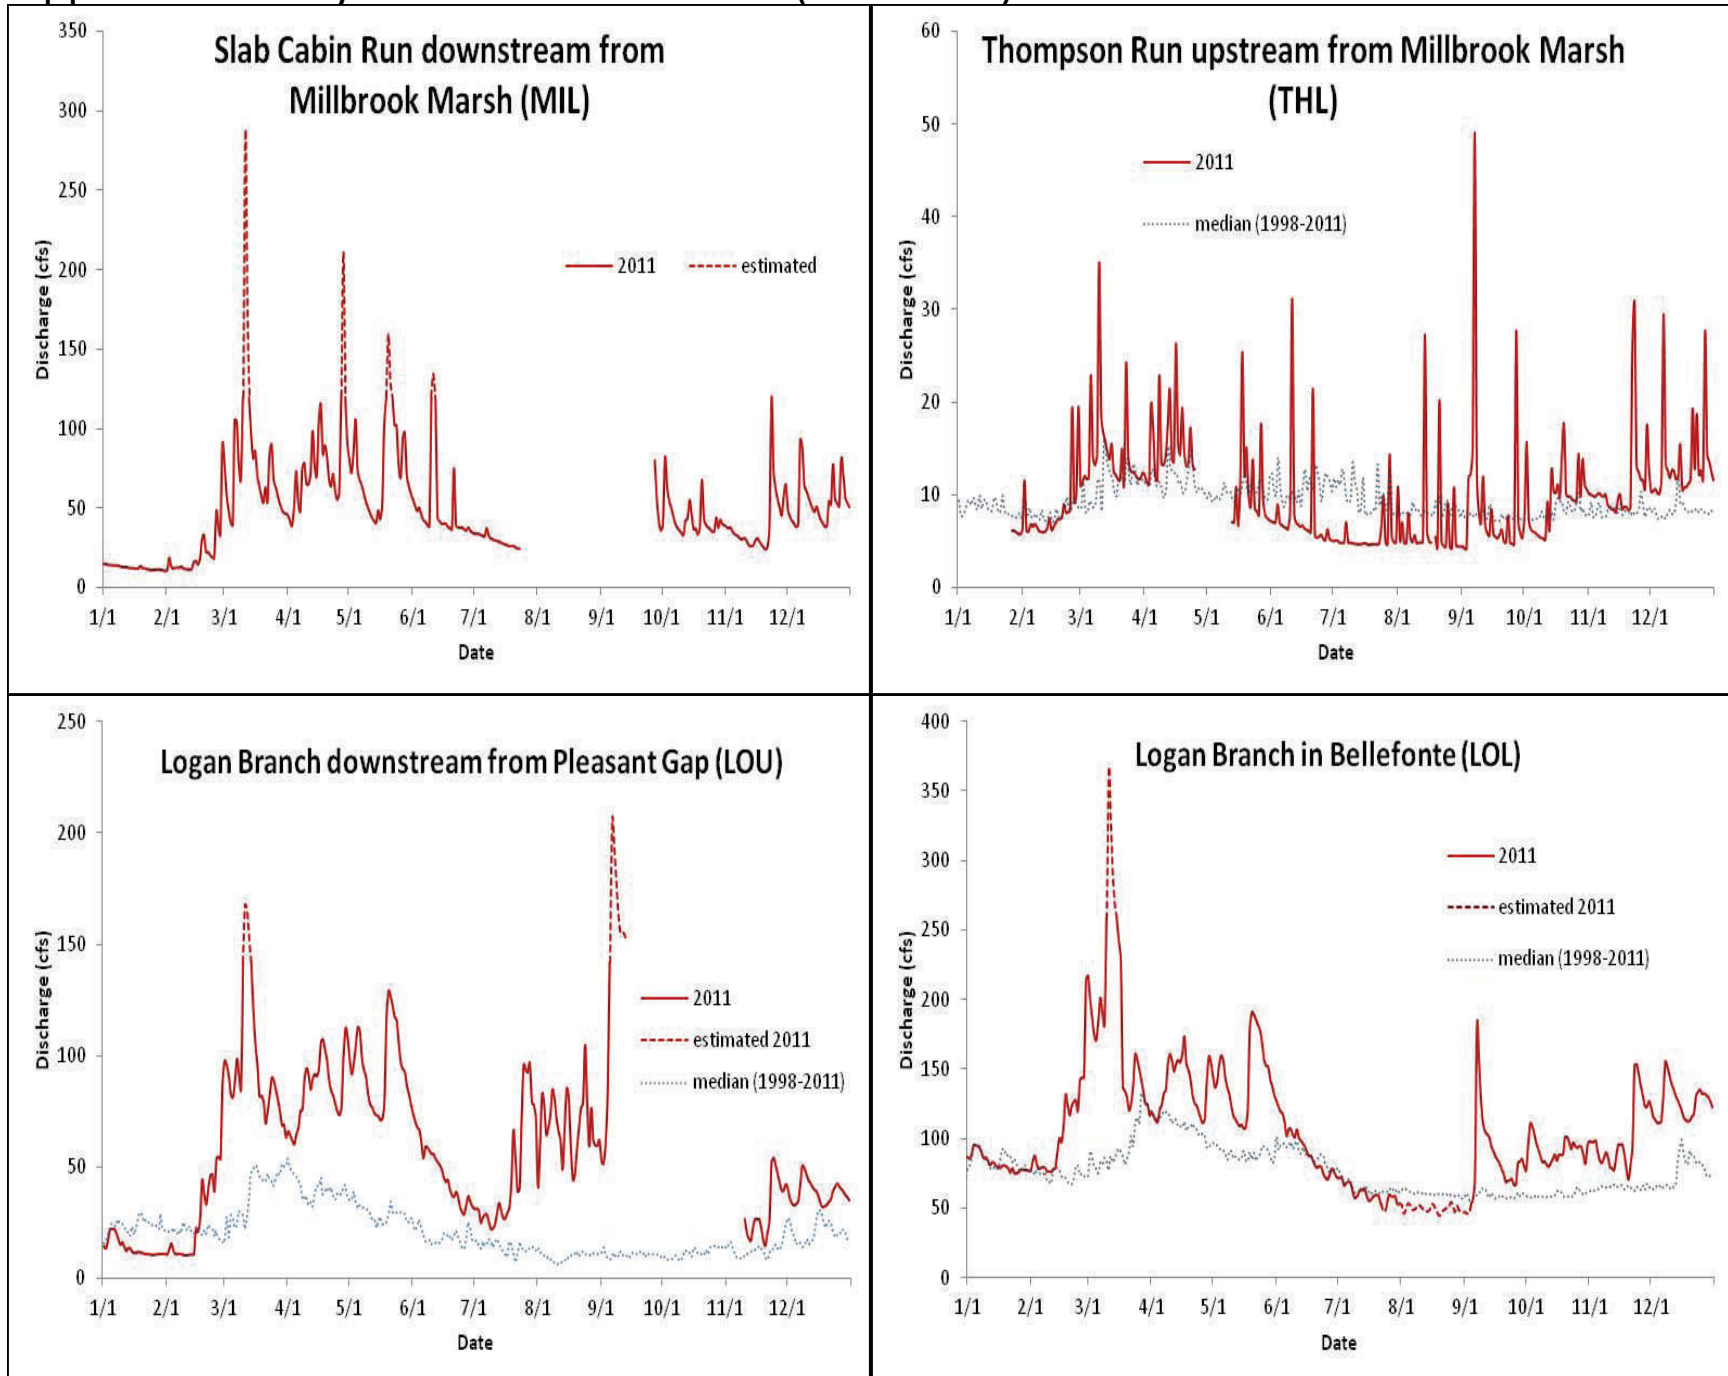 Slab Cabin Run downstream from
Millbrook Marsh (MIL)
350
300
250
200
150
100
50
0
Discharge (cfs)
2011
estimated
1/1 2/1 3/1 4/1 5/1 6/1 7/1 8/1 9/1 10/1 11/1 12/1
Date
Thompson Run upstream from Millbrook Marsh
(THL)
60
50
40
30
20
10
0
Discharge (cfs)
2011
median (1998-2011)
1/1 2/1 3/1 4/1 5/1 6/1 7/1 8/1 9/1 10/1 11/1 12/1
Date
Logan Branch downstream from Pleasant Gap (LOU)
250
200
150
100
50
0
Discharge (cfs)
2011
estimated 2011
median (1998-2011)
1/1 2/1 3/1 4/1 5/1 6/1 7/1 8/1 9/1 10/1 11/1 12/1
Date
Logan Branch in Bellefonte (LOL)
400
350
300
250
200
150
100
50
0
Discharge (cfs)
2011
estimated 2011
median (1998-2011)
1/1 2/1 3/1 4/1 5/1 6/1 7/1 8/1 9/1 10/1 11/1 12/1
Date